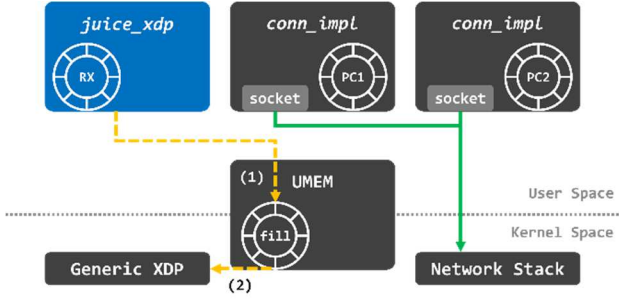 juice_xdp
conn_impl
conn_impl
RX
PC1
PC2
socket
socket
(1)
UMEM
User Space
fill
Kernel Space
Generic XDP
Network Stack
(2)